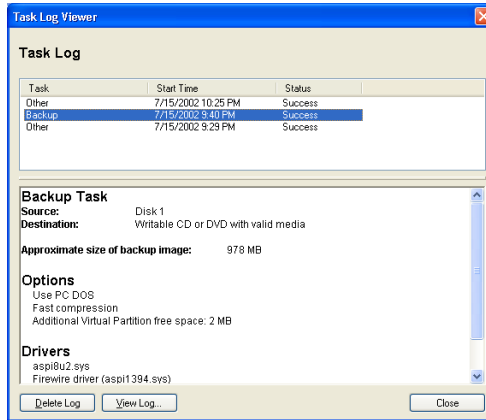 Task Log Viewer
Task Log
Task Start Time Status
Other 7/15/2002 10:25 PM Success
Backup 7/15/2002 9:40 PM Success
Other 7/15/2002 9:29 PM Success
Backup Task
Source: Disk 1
Destination: Writable CD or DVD with valid media
Approximate size of backup image: 978 MB
Options
Use PC DOS
Fast compression
Additional Virtual Partition free space: 2 MB
Drivers
aspi8u2.sys
Firewire driver (aspi1394.sys)
Delete Log View Log... Close